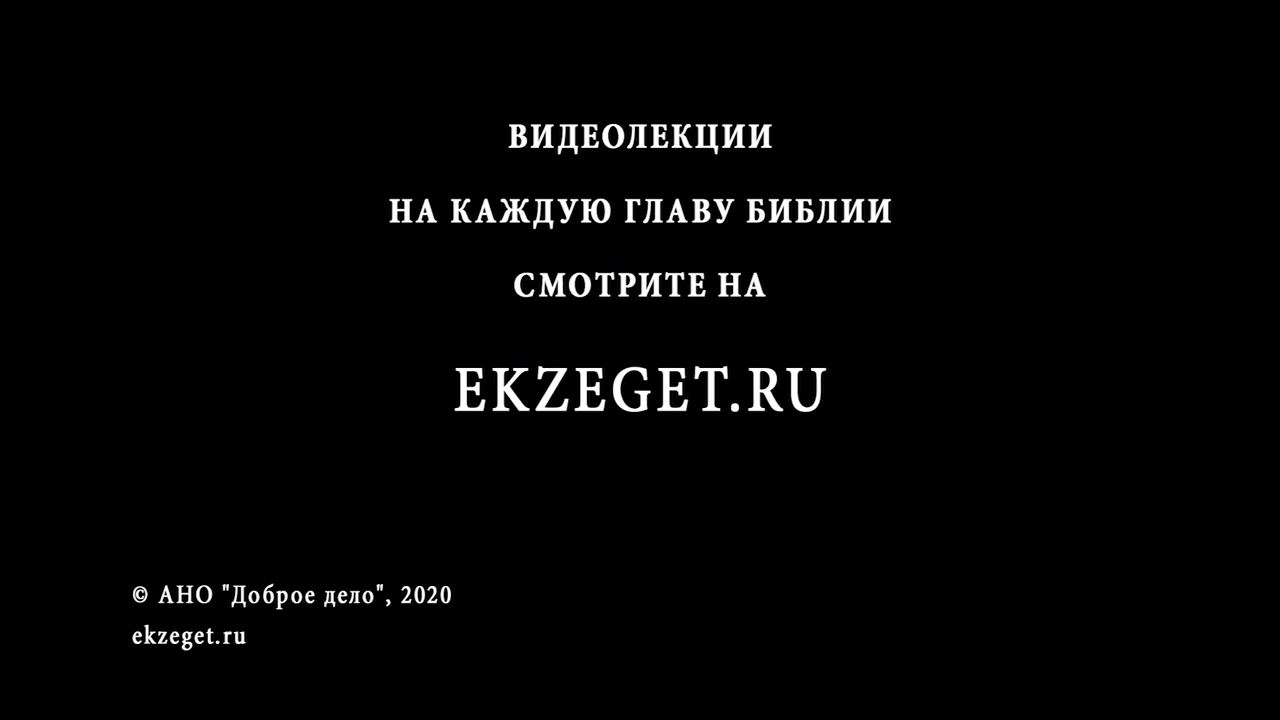 ВИДЕОЛЕКЦИИ
НА КАЖДУЮ ГЛАВУ БИБЛИИ
СМОТРИТЕ НА
EKZEGET.RU
© АНО "Доброе дело", 2020
ekzeget.ru